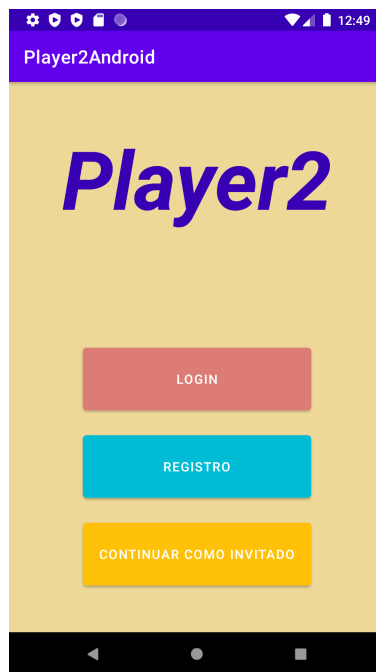 12:49
Player2Android
Player2
LOGIN
REGISTRO
CONTINUAR COMO INVITADO